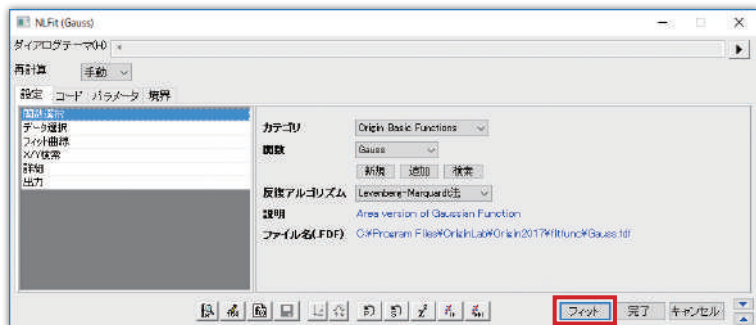 NLFit (Gauss)
ダイアログテーマ(H) *
再計算 手動
設定 コード パラメータ 境界
関数選択
データ選択
フィット曲線
X/Y検索
詳細
出力
カテゴリ Origin Basic Functions
関数 Gauss
新規 追加 検索
反復アルゴリズム Levenberg-Marquardt法
説明 Area version of Gaussian Function
ファイル名(.FDF) C:¥Program Files¥OriginLab¥Origin2017¥fitfunc¥Gauss.fdf
フィット 完了 キャンセル